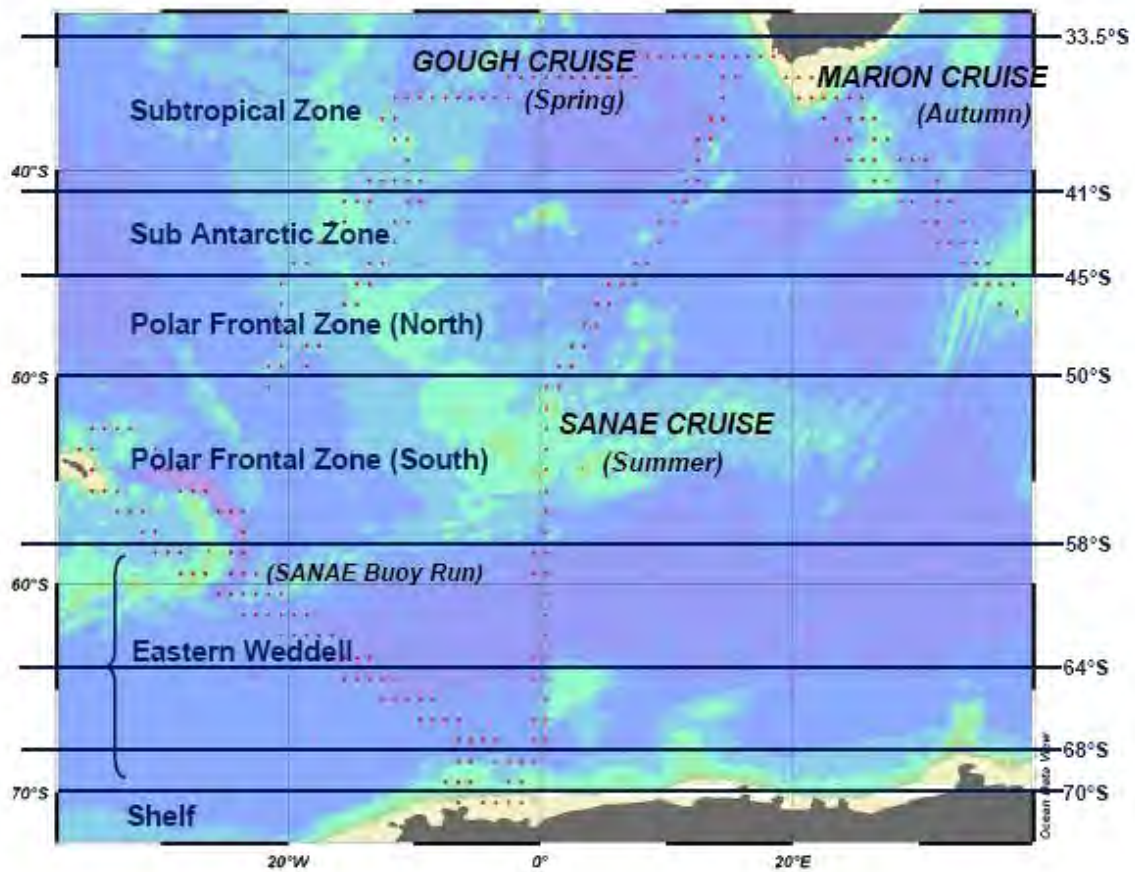 33.5°S
GOUGH CRUISE
(Spring)
MARION CRUISE
(Autumn)
Subtropical Zone
40°S
41°S
Sub Antarctic Zone
45°S
Polar Frontal Zone (North)
50°S
50°S
SANAE CRUISE
(Summer)
Polar Frontal Zone (South)
58°S
60°S
(SANAE Buoy Run)
Eastern Weddell
64°S
68°S
70°S
70°S
Shelf
Ocean Data View
20°W
0°
20°E